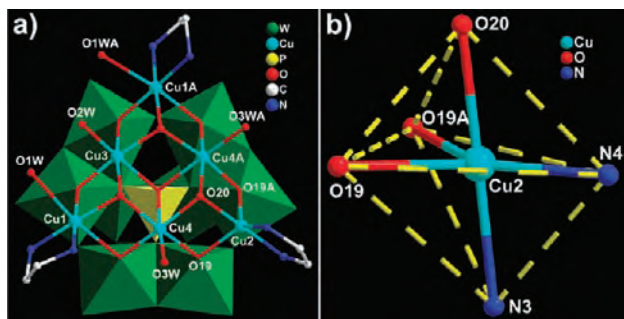 a)
W
Cu
P
O
C
N
O1WA
Cu1A
O2W
O3WA
Cu3
Cu4A
O1W
O19A
O20
Cu1
Cu4
Cu2
O3W
O19
b)
O20
Cu
O
N
O19A
N4
O19
Cu2
N3